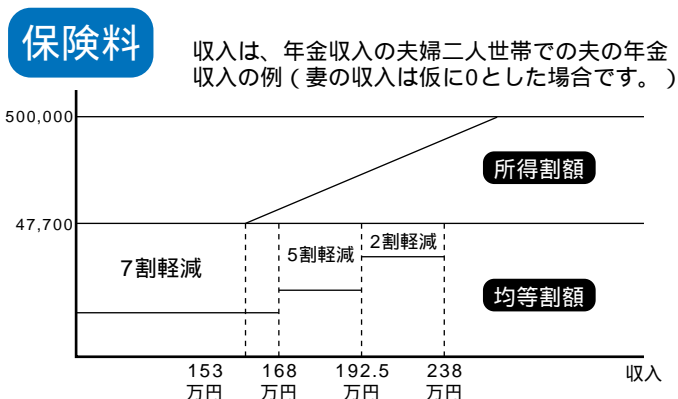 保険料
収入は、年金収入の夫婦二人世帯での夫の年金
収入の例(妻の収入は仮に0とした場合です。)
500,000
所得割額
47,700
7割軽減
5割軽減
2割軽減
均等割額
153
万円
168
万円
192.5
万円
238
万円
収入